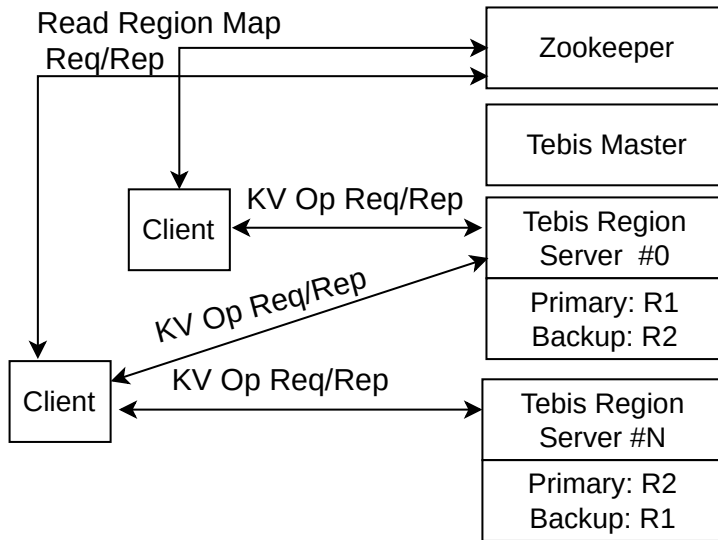 Read Region Map
Req/Rep
Zookeeper
Tebis Master
Client
KV Op Req/Rep
Tebis Region
Server #0
Primary: R1
Backup: R2
KV Op Req/Rep
Client
KV Op Req/Rep
Tebis Region
Server #N
Primary: R2
Backup: R1